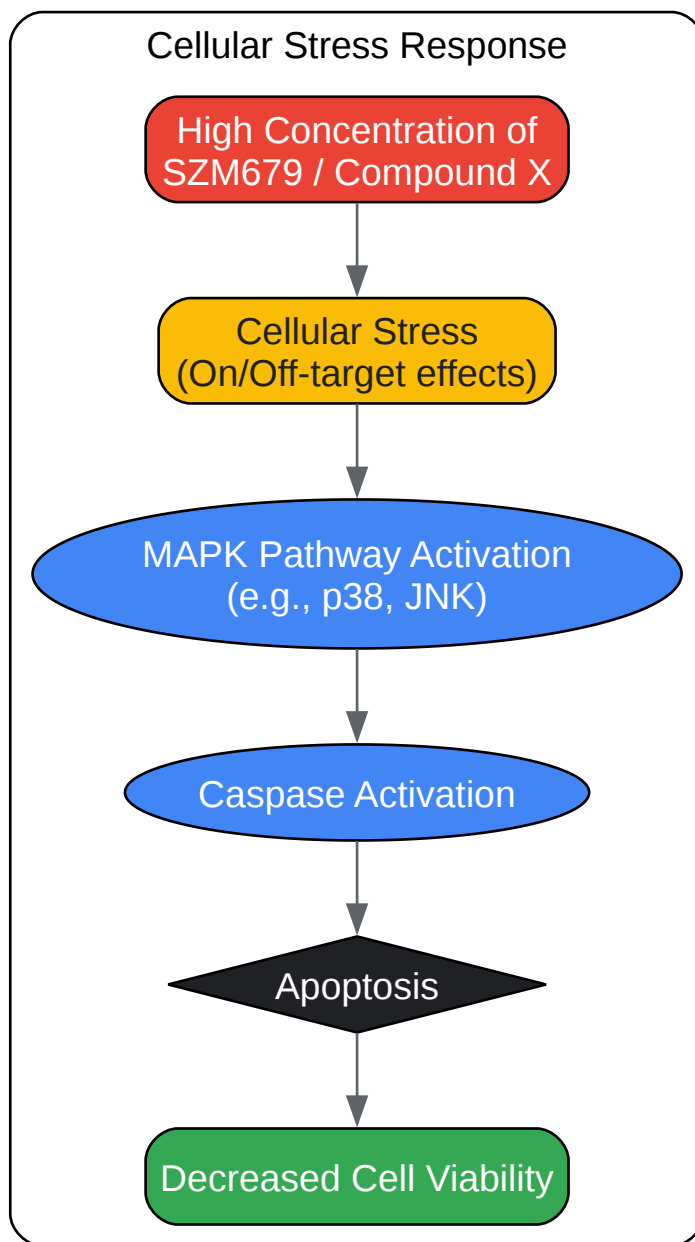 Cellular Stress Response
High Concentration of
SZM679 / Compound X
Cellular Stress
(On/Off-target effects)
MAPK Pathway Activation
(e.g., p38, JNK)
Caspase Activation
Apoptosis
Decreased Cell Viability